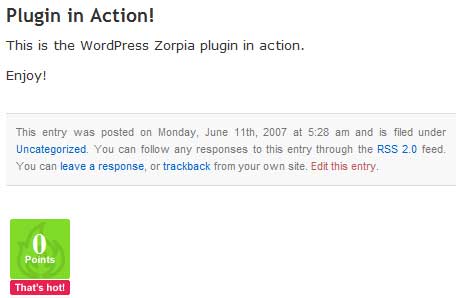 Plugin in Action!
This is the WordPress Zorpia plugin in action.
Enjoy!
This entry was posted on Monday, June 11th, 2007 at 5:28 am and is filed under
Uncategorized. You can follow any responses to this entry through the RSS 2.0 feed.
You can leave a response, or trackback from your own site. Edit this entry.
0
Points
That's hot!